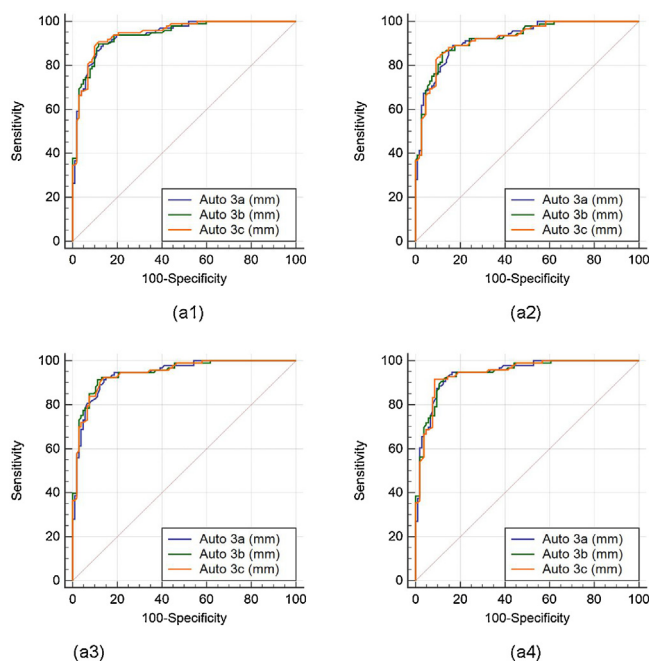 100
80
60
40
20
0
Sensitivity
Auto 3a (mm)
Auto 3b (mm)
Auto 3c (mm)
0 20 40 60 80 100
100-Specificity
(a1)
100
80
60
40
20
0
Sensitivity
Auto 3a (mm)
Auto 3b (mm)
Auto 3c (mm)
0 20 40 60 80 100
100-Specificity
(a2)
100
80
60
40
20
0
Sensitivity
Auto 3a (mm)
Auto 3b (mm)
Auto 3c (mm)
0 20 40 60 80 100
100-Specificity
(a3)
100
80
60
40
20
0
Sensitivity
Auto 3a (mm)
Auto 3b (mm)
Auto 3c (mm)
0 20 40 60 80 100
100-Specificity
(a4)